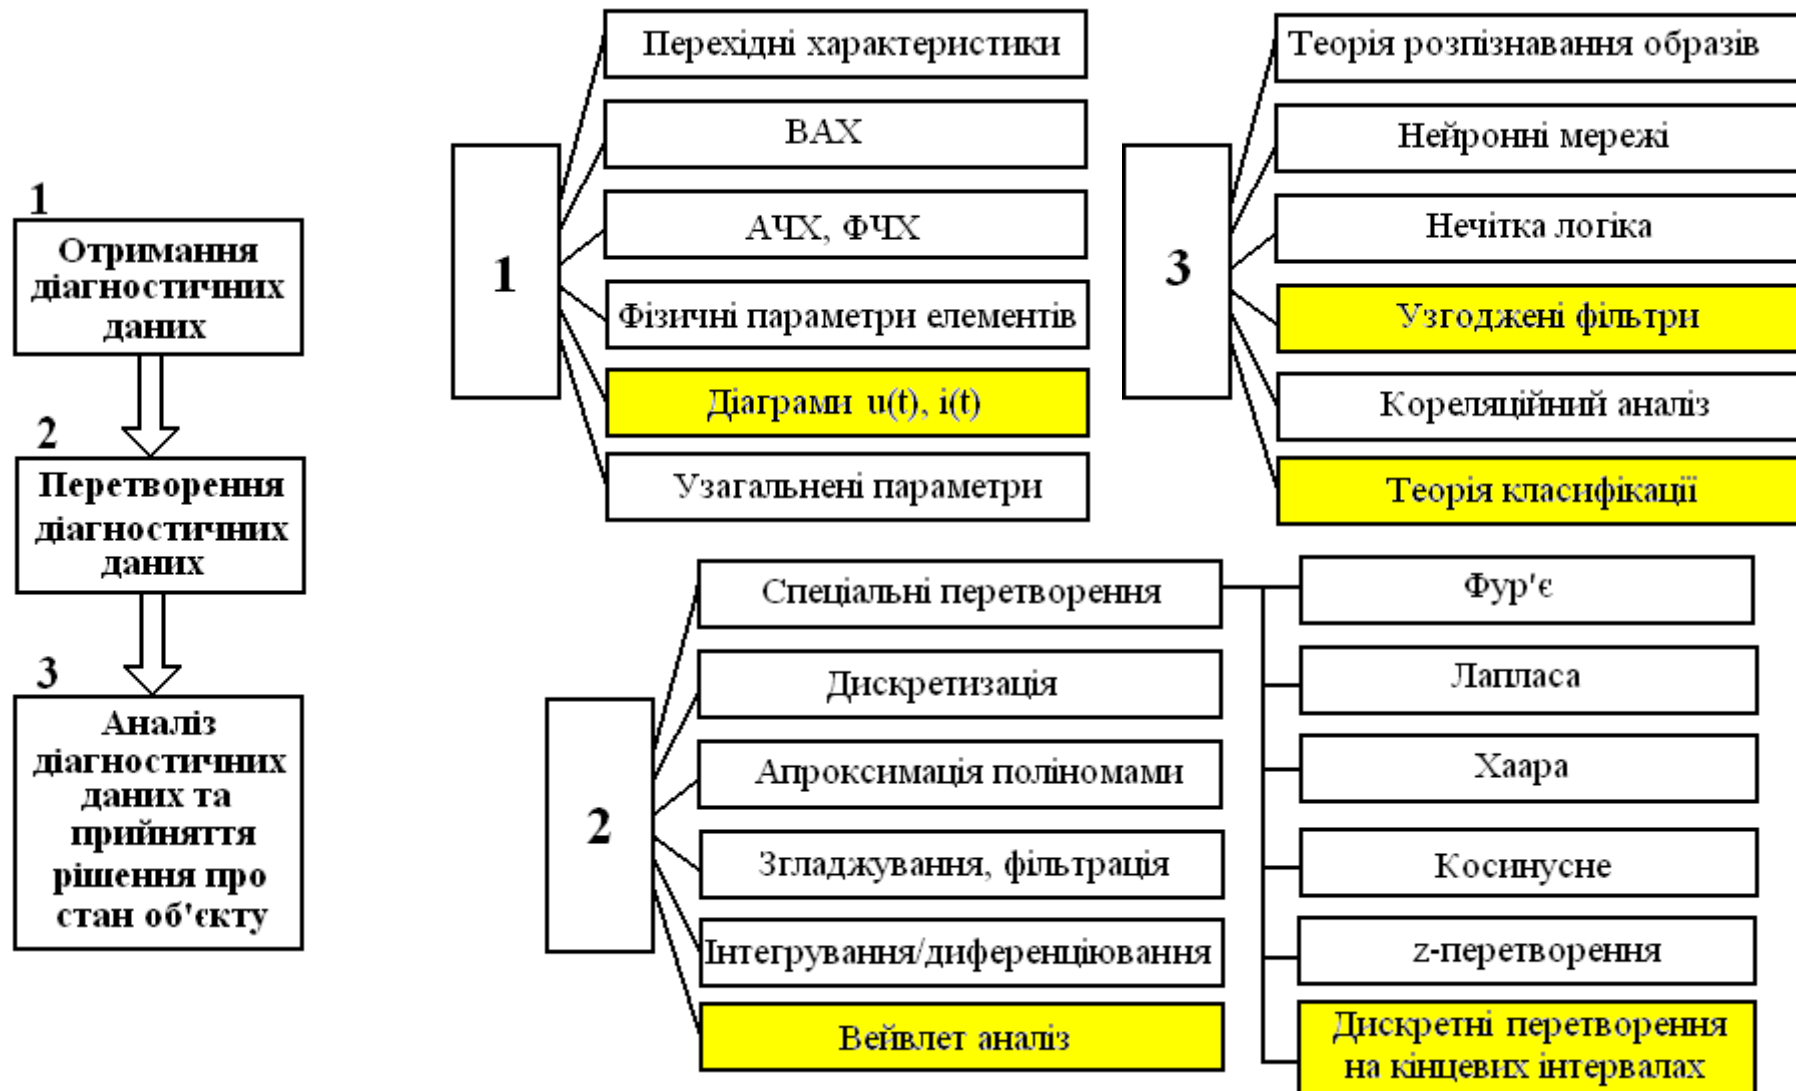 1
Отримання
діагностичних
даних
2
Перетворення
діагностичних
даних
3
Аналіз
діагностичних
даних та
прийняття
рішення про
стан об'єкту
1
Перехідні характеристики
ВАХ
АЧХ, ФЧХ
Фізичні параметри елементів
Діаграми u(t), i(t)
Узагальнені параметри
3
Теорія розпізнавання образів
Нейронні мережі
Нечітка логіка
Узгоджені фільтри
Кореляційний аналіз
Теорія класифікації
2
Спеціальні перетворення
Дискретизація
Апроксимація поліномами
Згладжування, фільтрація
Інтегрування/диференціювання
Вейвлет аналіз
Фур'є
Лапласа
Хаара
Косинусне
z-перетворення
Дискретні перетворення
на кінцевих інтервалах